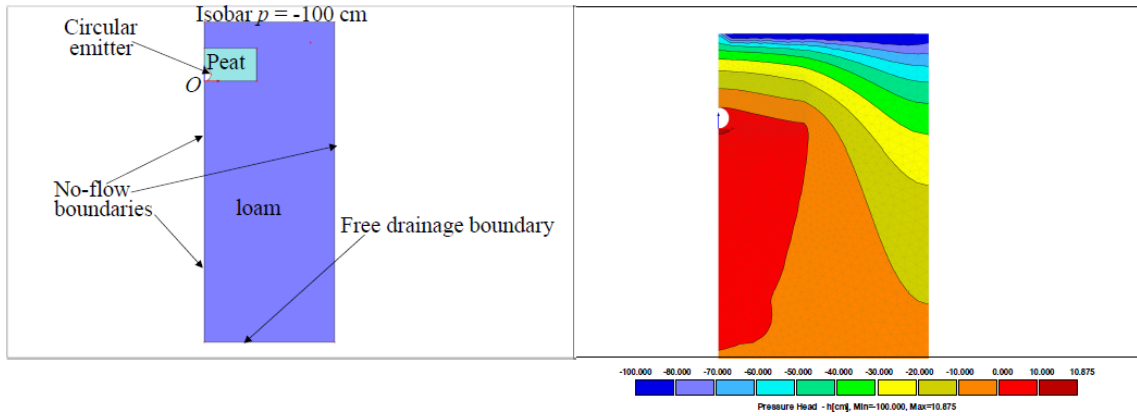 Isobar p = -100 cm
Circular
emitter
Peat
O
No-flow
boundaries
loam
Free drainage boundary
-100.000 -80.000 -70.000 -60.000 -50.000 -40.000 -30.000 -20.000 -10.000 0.000 10.000 10.875
Pressure Head - h[cm], Min=-100.000, Max=10.875